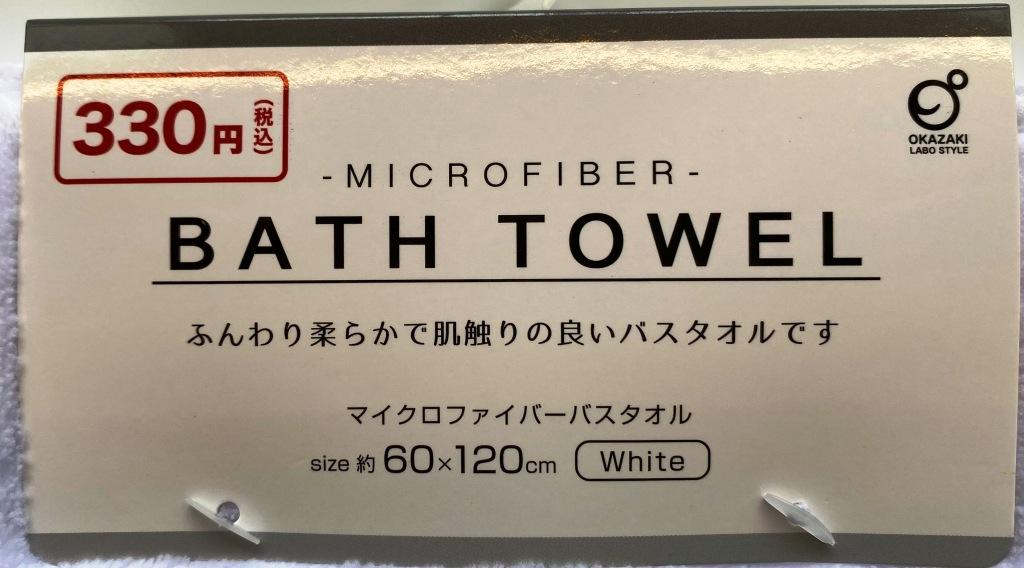 330円(税込)
OKAZAKI
LABO STYLE
-MICROFIBER-
BATH TOWEL
ふんわり柔らかで肌触りの良いバスタオルです
マイクロファイバーバスタオル
size 約 60×120cm White